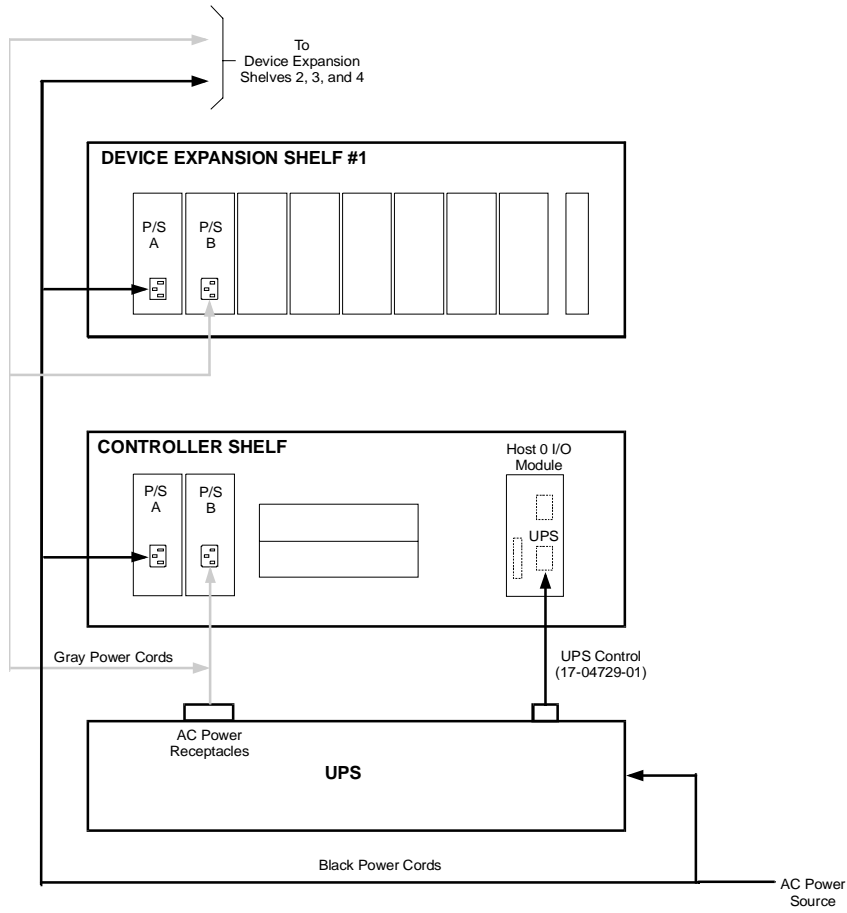 To
Device Expansion
Shelves 2, 3, and 4
DEVICE EXPANSION SHELF #1
P/S
A
P/S
B
CONTROLLER SHELF
Host 0 I/O
Module
P/S
A
P/S
B
UPS
Gray Power Cords
UPS Control
(17-04729-01)
AC Power
Receptacles
UPS
Black Power Cords
AC Power
Source